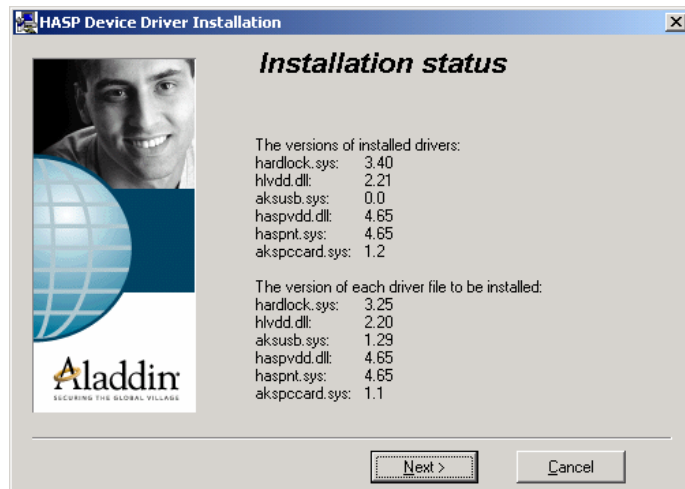 HASP Device Driver Installation
Installation status
The versions of installed drivers:
hardlock.sys: 3.40
hlvdd.dll: 2.21
aksusb.sys: 0.0
haspvdd.dll: 4.65
haspnt.sys: 4.65
akspccard.sys: 1.2
The version of each driver file to be installed:
hardlock.sys: 3.25
hlvdd.dll: 2.20
aksusb.sys: 1.29
haspvdd.dll: 4.65
haspnt.sys: 4.65
akspccard.sys: 1.1
Aladdin
SECURING THE GLOBAL VILLAGE
Next >
Cancel